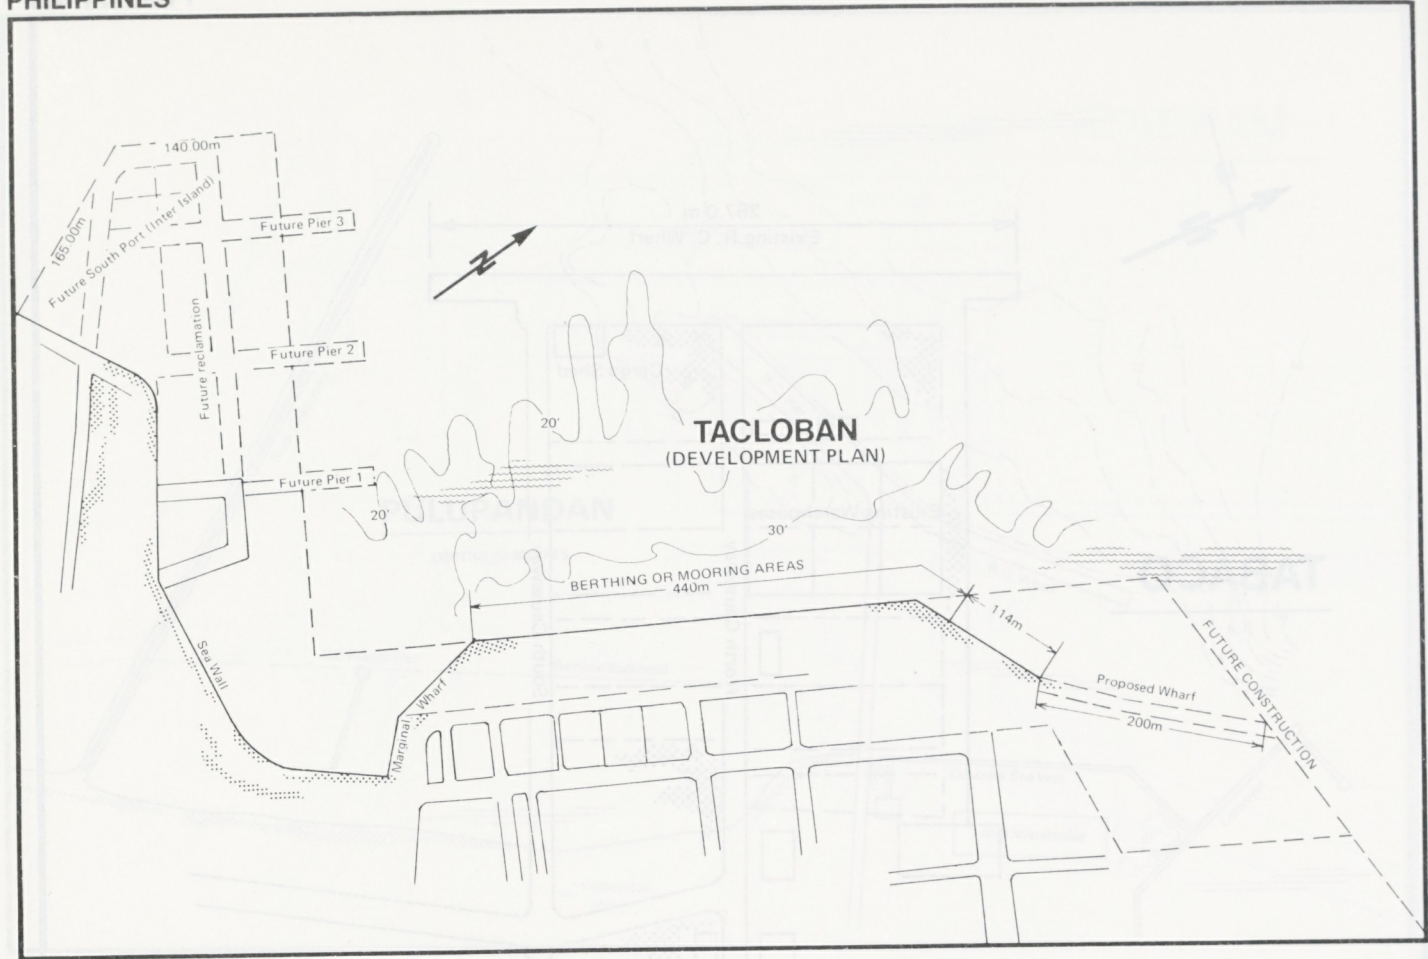 PHILIPPINES
140.00m
165.00m
Future South Port (Inter Island)
Future Pier 3
N
Future reclamation
Future Pier 2
20'
TACLOBAN
(DEVELOPMENT PLAN)
Future Pier 1
20'
30'
BERTHING OR MOORING AREAS
440m
114m
Sea Wall
Marginal Wharf
Proposed Wharf
200m
FUTURE CONSTRUCTION